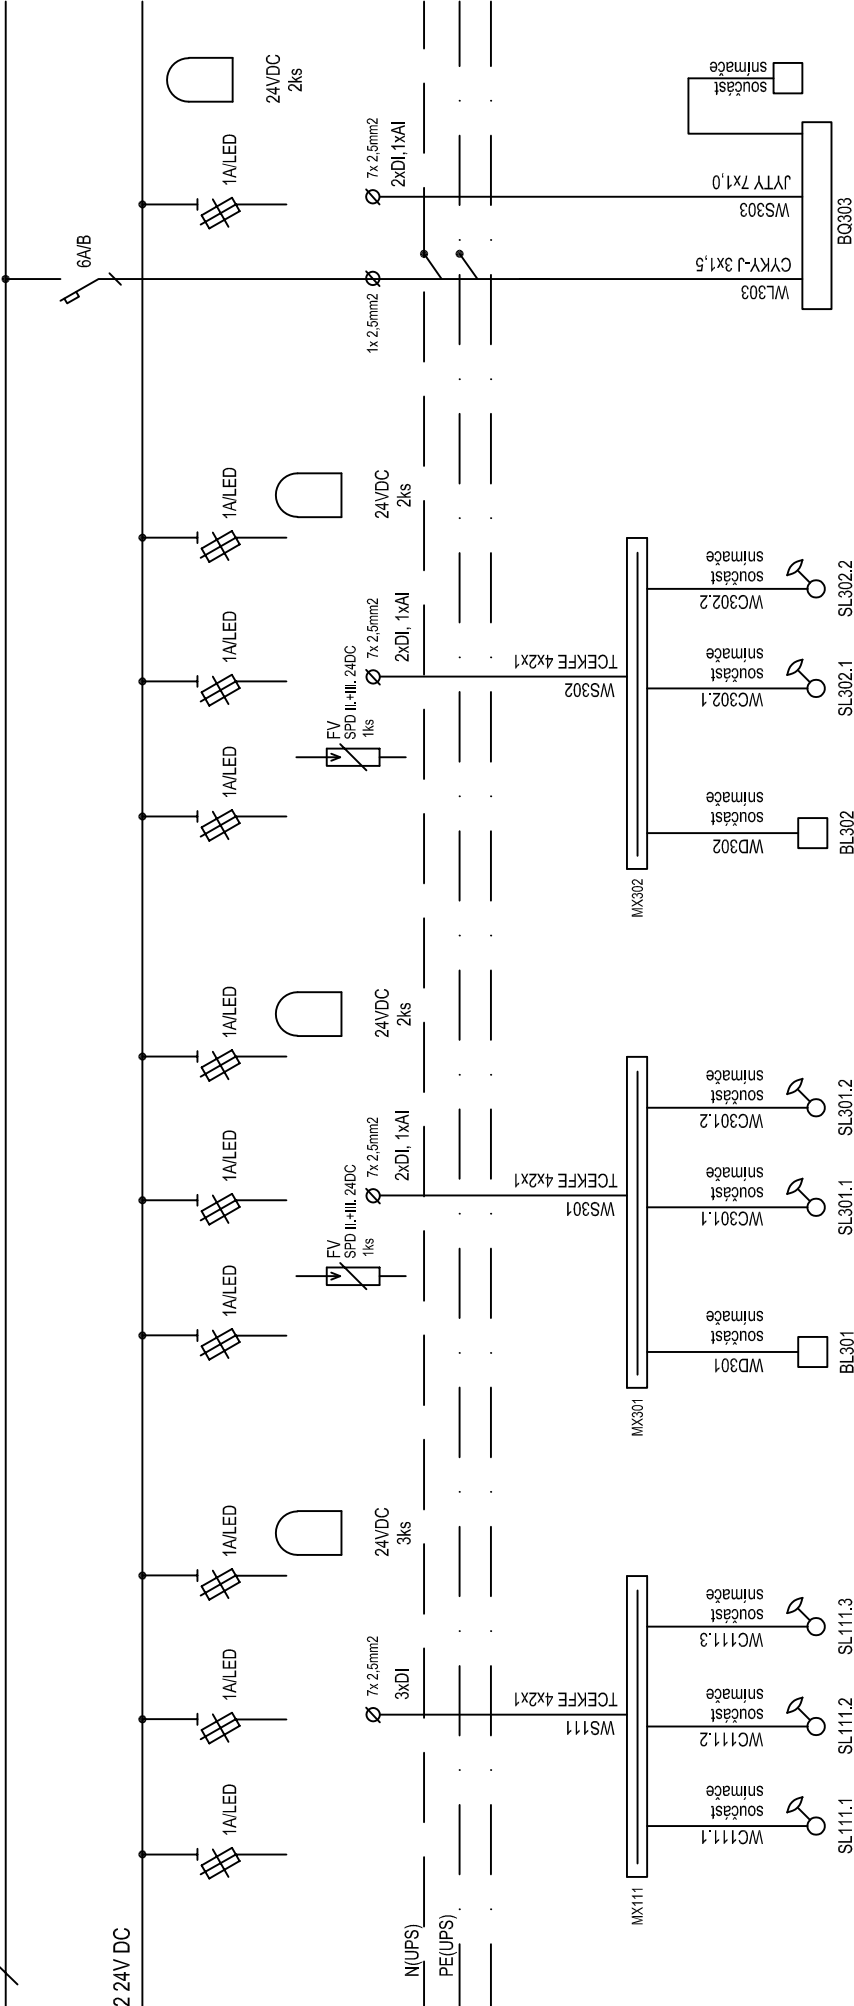 2 24V DC
N(UPS)
PE(UPS)
1A/LED
1A/LED
1A/LED
24VDC
3ks
7x 2,5mm2
3xDI
WS111
TCEKFE 4x2x1
MX111
WC111.1
součást
snímače
SL111.1
WC111.2
součást
snímače
SL111.2
WC111.3
součást
snímače
SL111.3
1A/LED
1A/LED
1A/LED
24VDC
2ks
FV
SPD II.+III. 24DC
1ks
7x 2,5mm2
2xDI, 1xAI
WS301
TCEKFE 4x2x1
MX301
WD301
součást
snímače
BL301
WC301.1
součást
snímače
SL301.1
WC301.2
součást
snímače
SL301.2
1A/LED
1A/LED
1A/LED
24VDC
2ks
FV
SPD II.+III. 24DC
1ks
7x 2,5mm2
2xDI, 1xAI
WS302
TCEKFE 4x2x1
MX302
WD302
součást
snímače
BL302
WC302.1
součást
snímače
SL302.1
WC302.2
součást
snímače
SL302.2
6A/B
1x 2,5mm2
WL303
CYKY-J 3x1,5
1A/LED
24VDC
2ks
7x 2,5mm2
2xDI,1xAI
WS303
JYTY 7x1,0
součást
snímače
BQ303